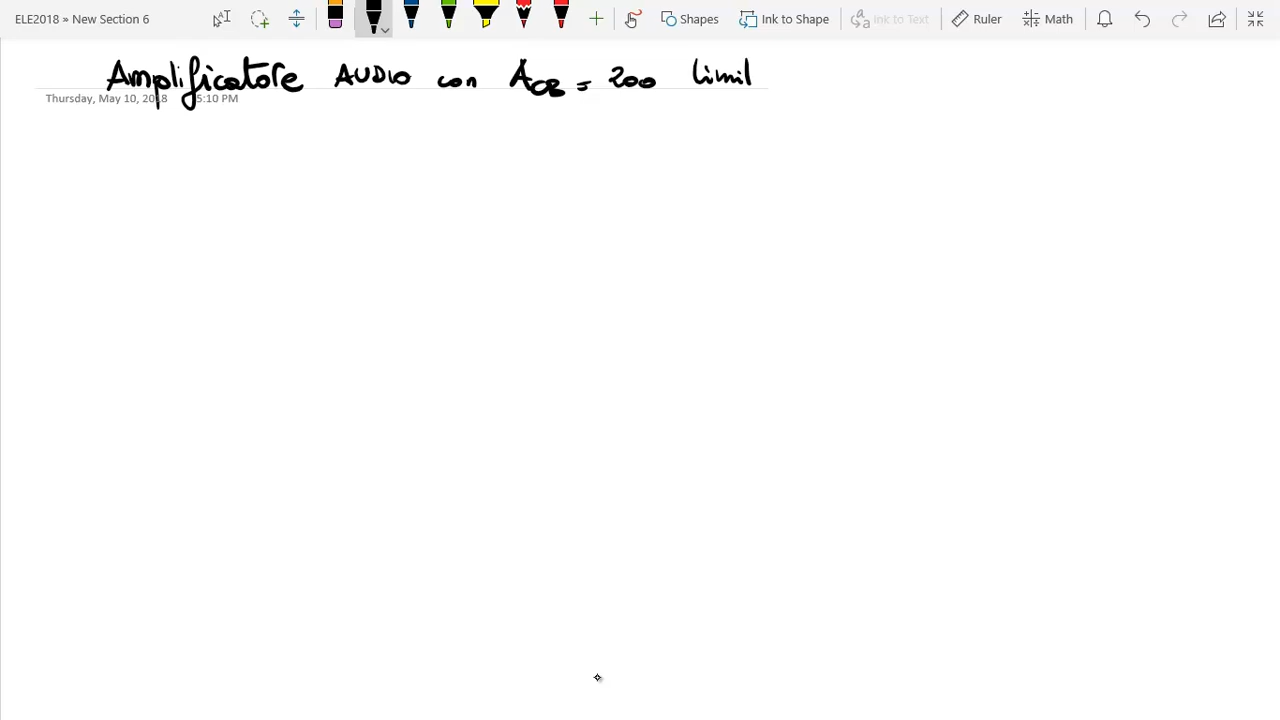 ELE2018 » New Section 6 Shapes Ink to Shape Ink to Text Ruler Math
Amplificatore AUDIO con AOB = 200 limit
Thursday, May 10, 2018 5:10 PM